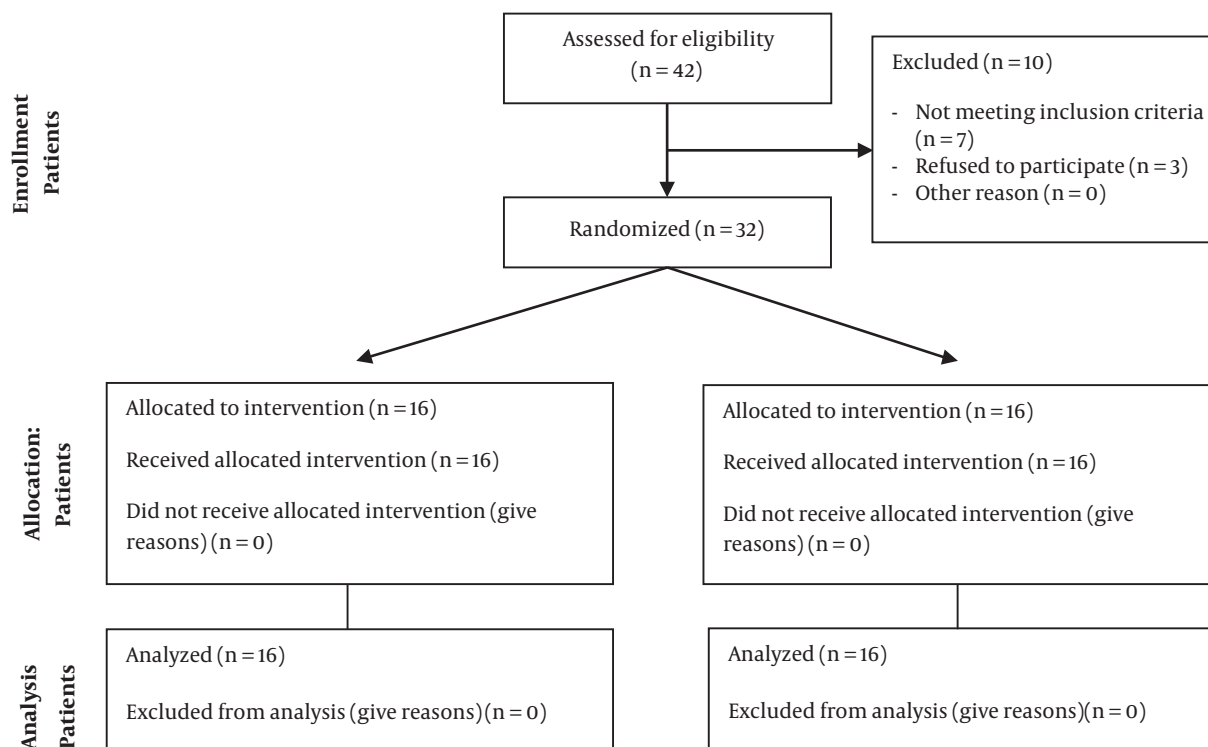 Enrollment
Patients
Assessed for eligibility
(n = 42)
Excluded (n = 10)
- Not meeting inclusion criteria
(n = 7)
- Refused to participate (n = 3)
- Other reason (n = 0)
Randomized (n = 32)
Allocation:
Patients
Allocated to intervention (n = 16)
Received allocated intervention (n = 16)
Did not receive allocated intervention (give
reasons) (n = 0)
Allocated to intervention (n = 16)
Received allocated intervention (n = 16)
Did not receive allocated intervention (give
reasons) (n = 0)
Analysis
Patients
Analyzed (n = 16)
Excluded from analysis (give reasons)(n = 0)
Analyzed (n = 16)
Excluded from analysis (give reasons)(n = 0)